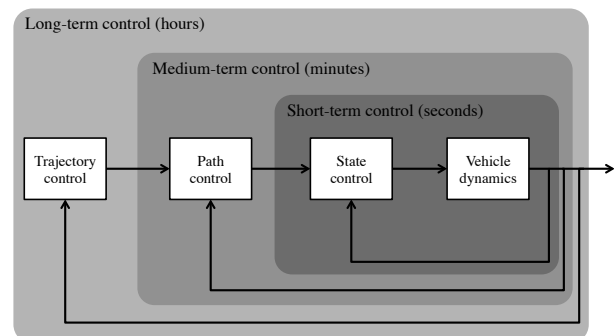 Long-term control (hours)
Medium-term control (minutes)
Short-term control (seconds)
Trajectory
control
Path
control
State
control
Vehicle
dynamics